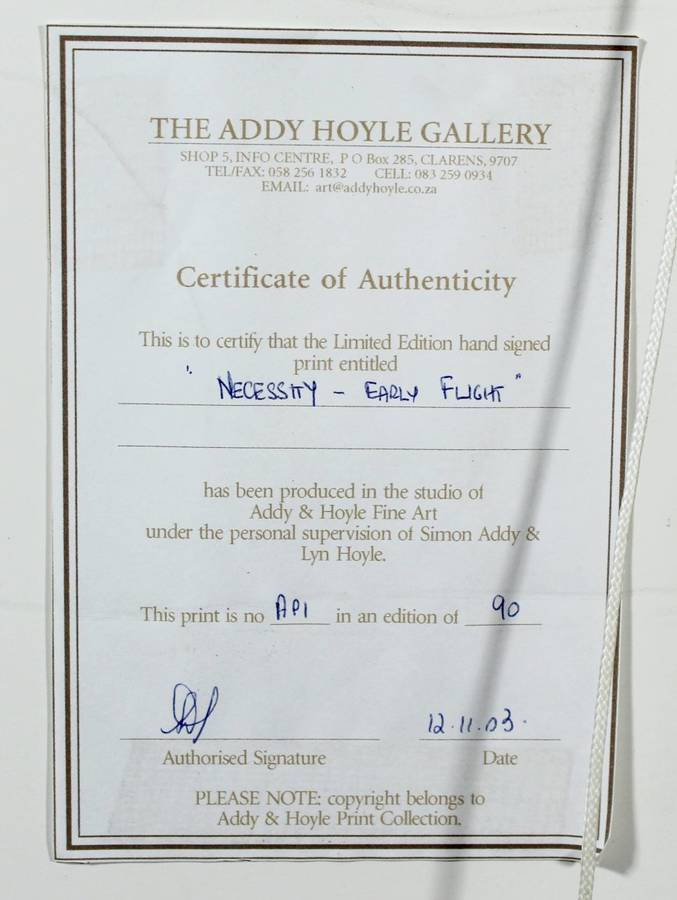 THE ADDY HOYLE GALLERY
SHOP 5, INFO CENTRE, P O Box 285, CLARENS, 9707
TEL/FAX: 058 256 1832 CELL: 083 259 0934
EMAIL: art@addyhoyle.co.za
Certificate of Authenticity
This is to certify that the Limited Edition hand signed
print entitled
" NECESSITY - EARLY FLIGHT "
has been produced in the studio of
Addy & Hoyle Fine Art
under the personal supervision of Simon Addy &
Lyn Hoyle.
This print is no AP1 in an edition of 90
12.11.03.
Authorised Signature Date
PLEASE NOTE: copyright belongs to
Addy & Hoyle Print Collection.